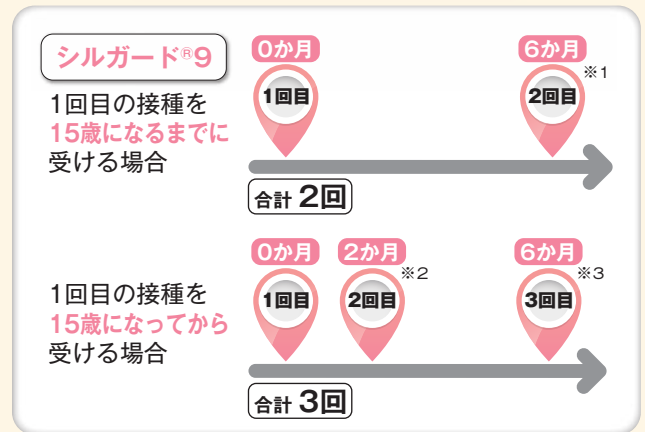 シルガード®9
1回目の接種を
15歳になるまでに
受ける場合
0か月
6か月
1回目
2回目
※1
合計 2回
1回目の接種を
15歳になってから
受ける場合
0か月
2か月
6か月
1回目
2回目
※2
3回目
※3
合計 3回